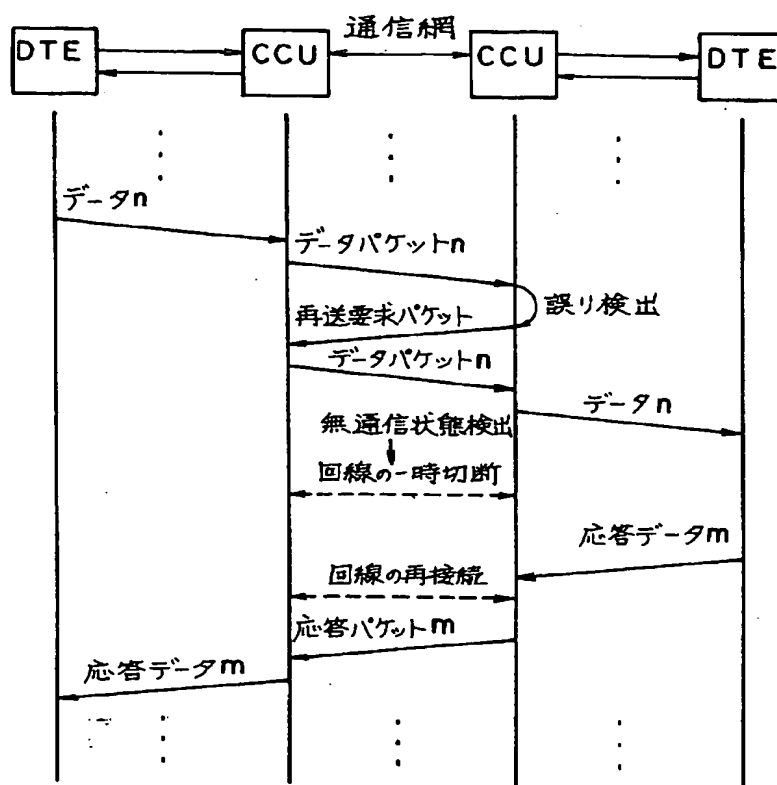 通信網
DTE
CCU
CCU
DTE
データn
データパケットn
誤り検出
再送要求パケット
データパケットn
データn
無通信状態検出
回線の一時切断
応答データm
回線の再接続
応答パケットm
応答データm